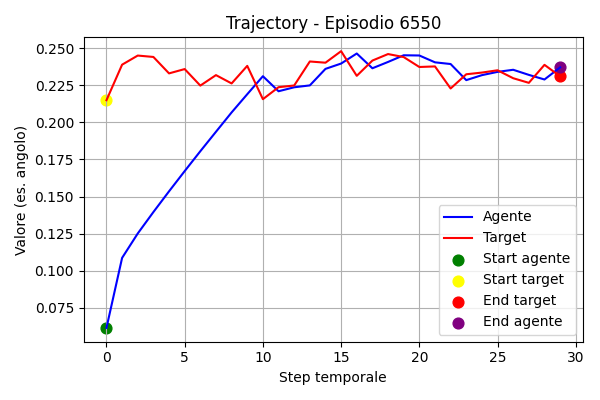 Trajectory - Episodio 6550
Valore (es. angolo)
0.250
0.225
0.200
0.175
0.150
0.125
0.100
0.075
0 5 10 15 20 25 30
Step temporale
Agente
Target
Start agente
Start target
End target
End agente